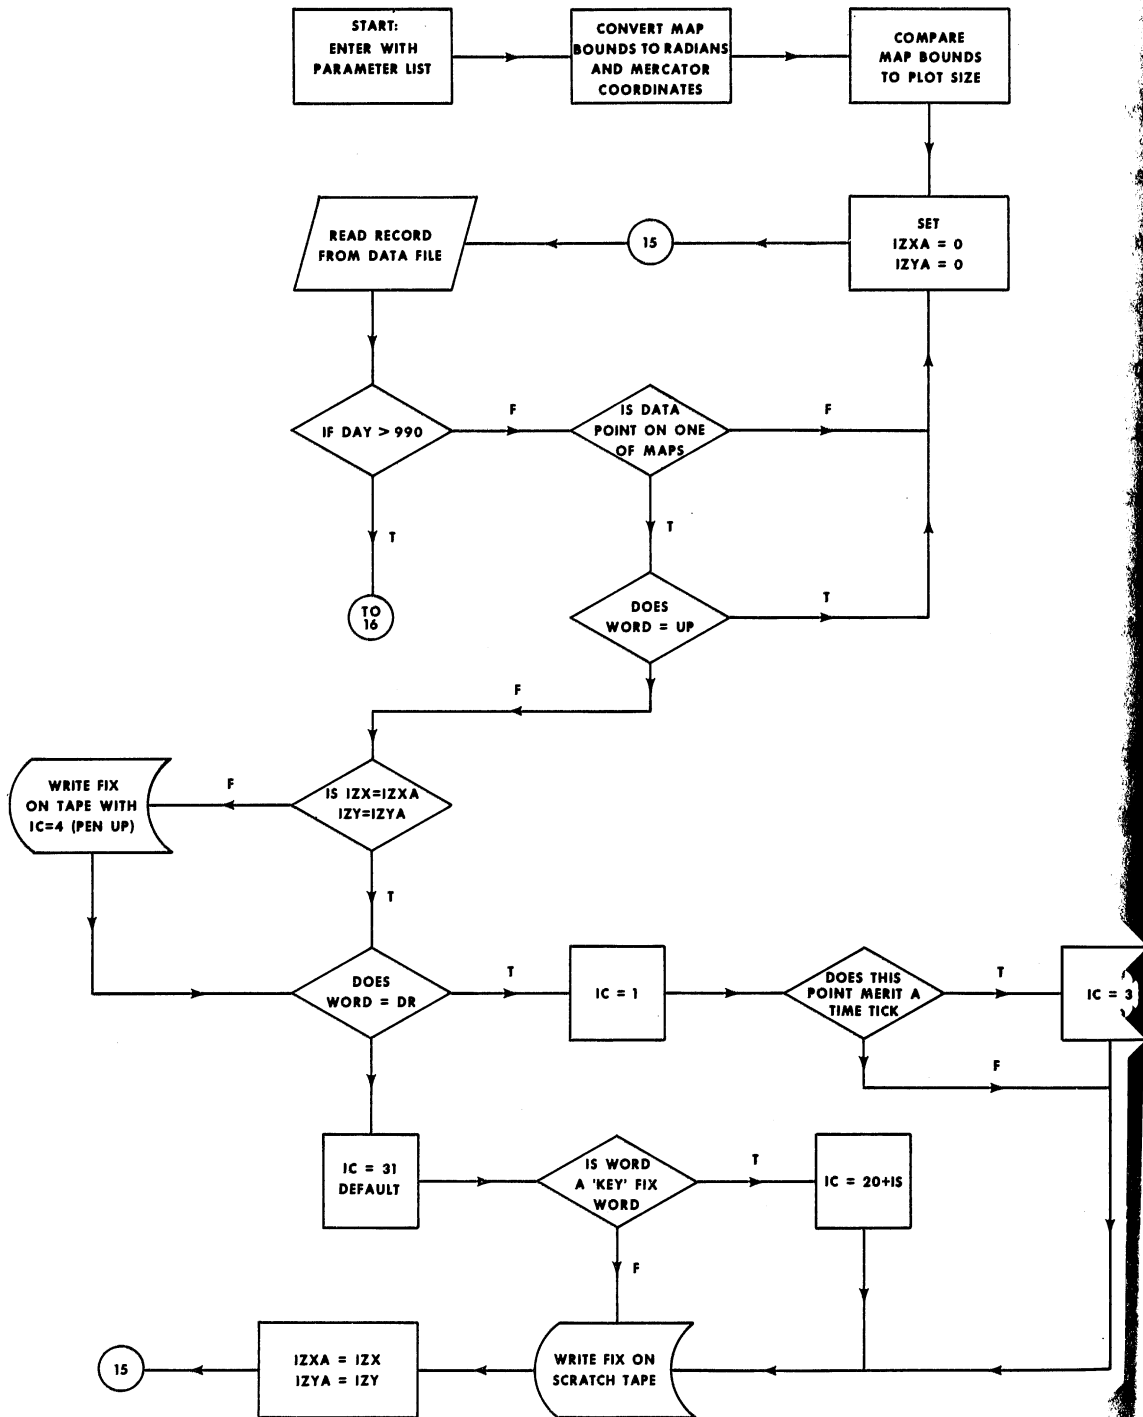 START:
ENTER WITH
PARAMETER LIST
CONVERT MAP
BOUNDS TO RADIANS
AND MERCATOR
COORDINATES
COMPARE
MAP BOUNDS
TO PLOT SIZE
SET
IZXA = 0
IZYA = 0
15
READ RECORD
FROM DATA FILE
IF DAY > 990
F
IS DATA
POINT ON ONE
OF MAPS
F
T
TO
16
T
DOES
WORD = UP
T
F
IS IZX=IZXA
IZY=IZYA
F
WRITE FIX
ON TAPE WITH
IC=4 (PEN UP)
T
DOES
WORD = DR
T
IC = 1
DOES THIS
POINT MERIT A
TIME TICK
T
IC = 3
F
IC = 31
DEFAULT
IS WORD
A 'KEY' FIX
WORD
T
IC = 20+IS
F
WRITE FIX ON
SCRATCH TAPE
IZXA = IZX
IZYA = IZY
15